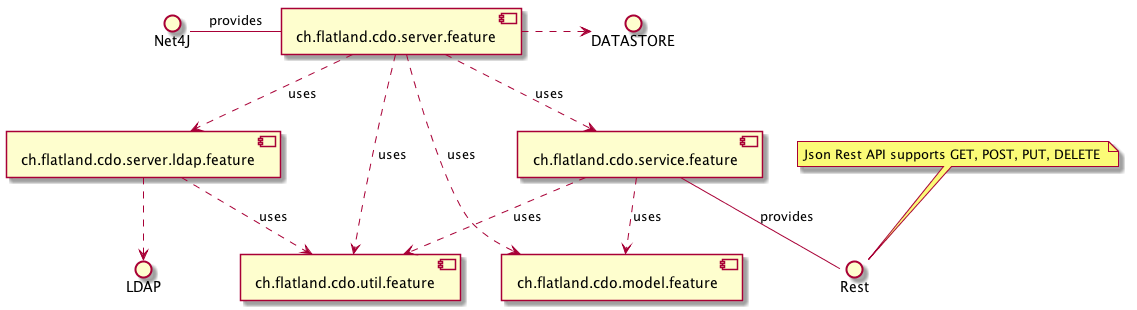 provides
Net4J
ch.flatland.cdo.server.feature
DATASTORE
uses
uses
ch.flatland.cdo.server.ldap.feature
uses
uses
ch.flatland.cdo.service.feature
Json Rest API supports GET, POST, PUT, DELETE
uses
uses
uses
provides
LDAP
ch.flatland.cdo.util.feature
ch.flatland.cdo.model.feature
Rest